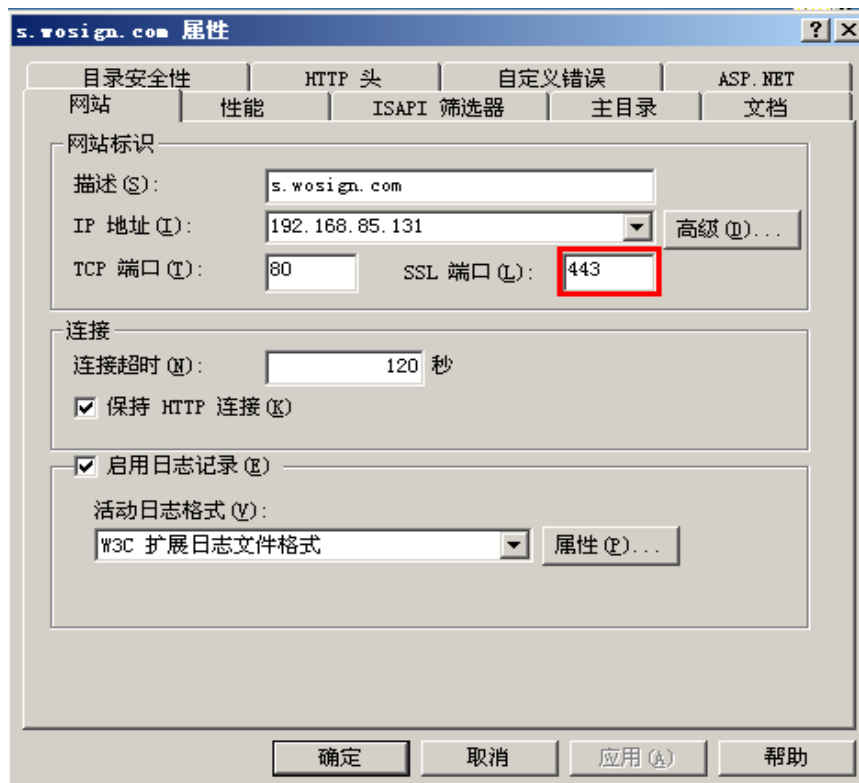 s.wosign.com 属性
目录安全性 HTTP 头 自定义错误 ASP.NET
网站 性能 ISAPI 筛选器 主目录 文档
网站标识
描述(S): s.wosign.com
IP 地址(I): 192.168.85.131 高级(D)...
TCP 端口(T): 80 SSL 端口(L): 443
连接
连接超时(N): 120 秒
保持 HTTP 连接(K)
启用日志记录(E)
活动日志格式(V):
W3C 扩展日志文件格式 属性(P)...
确定 取消 应用(A) 帮助